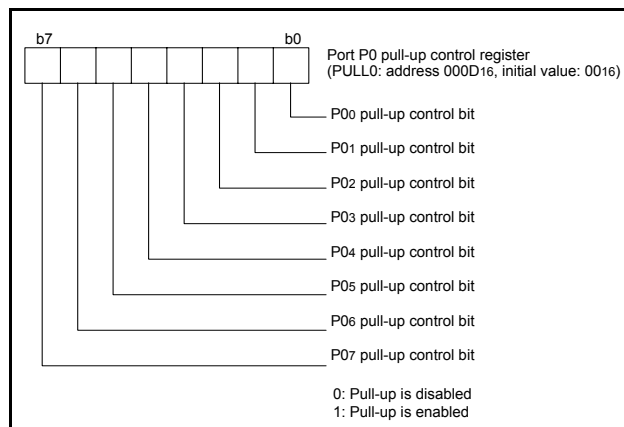 b7 b0
Port P0 pull-up control register
(PULL0: address 000D16, initial value: 0016)
P00 pull-up control bit
P01 pull-up control bit
P02 pull-up control bit
P03 pull-up control bit
P04 pull-up control bit
P05 pull-up control bit
P06 pull-up control bit
P07 pull-up control bit
0: Pull-up is disabled
1: Pull-up is enabled